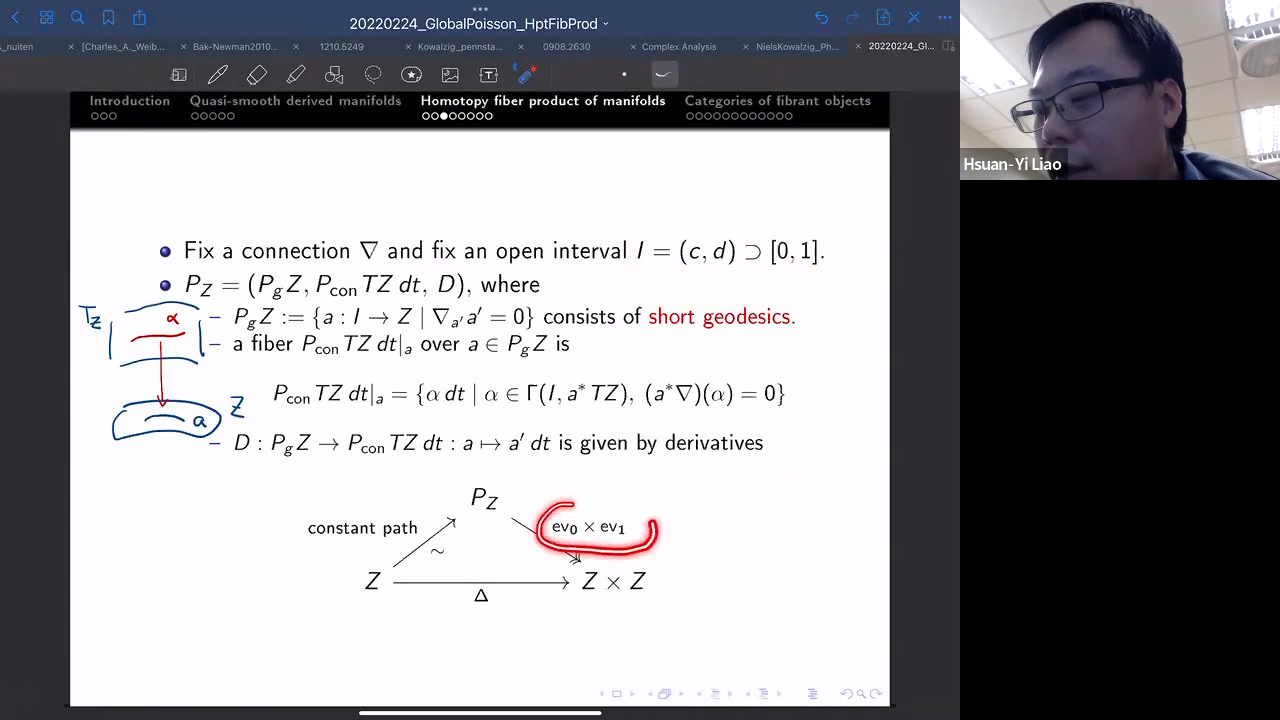 20220224_GlobalPoisson_HptFibProd
s_nuiten
[Charles_A._Weib...
Bak-Newman2010...
1210.5249
Kowalzig_pennsta...
0908.2630
Complex Analysis
NielsKowalzig_Ph...
20220224_Gl...
Introduction
Quasi-smooth derived manifolds
Homotopy fiber product of manifolds
Categories of fibrant objects
Hsuan-Yi Liao
Fix a connection ∇ and fix an open interval I = (c, d) ⊃ [0, 1].
P_Z = (P_g Z, P_con TZ dt, D), where
– P_g Z := {a : I → Z | ∇_{a′} a′ = 0} consists of short geodesics.
– a fiber P_con TZ dt|_a over a ∈ P_g Z is
P_con TZ dt|_a = {α dt | α ∈ Γ(I, a* TZ), (a*∇)(α) = 0}
– D : P_g Z → P_con TZ dt : a ↦ a′ dt is given by derivatives
T_Z
α
Z
a
P_Z
constant path
ev₀ × ev₁
∼
Z
Z × Z
Δ